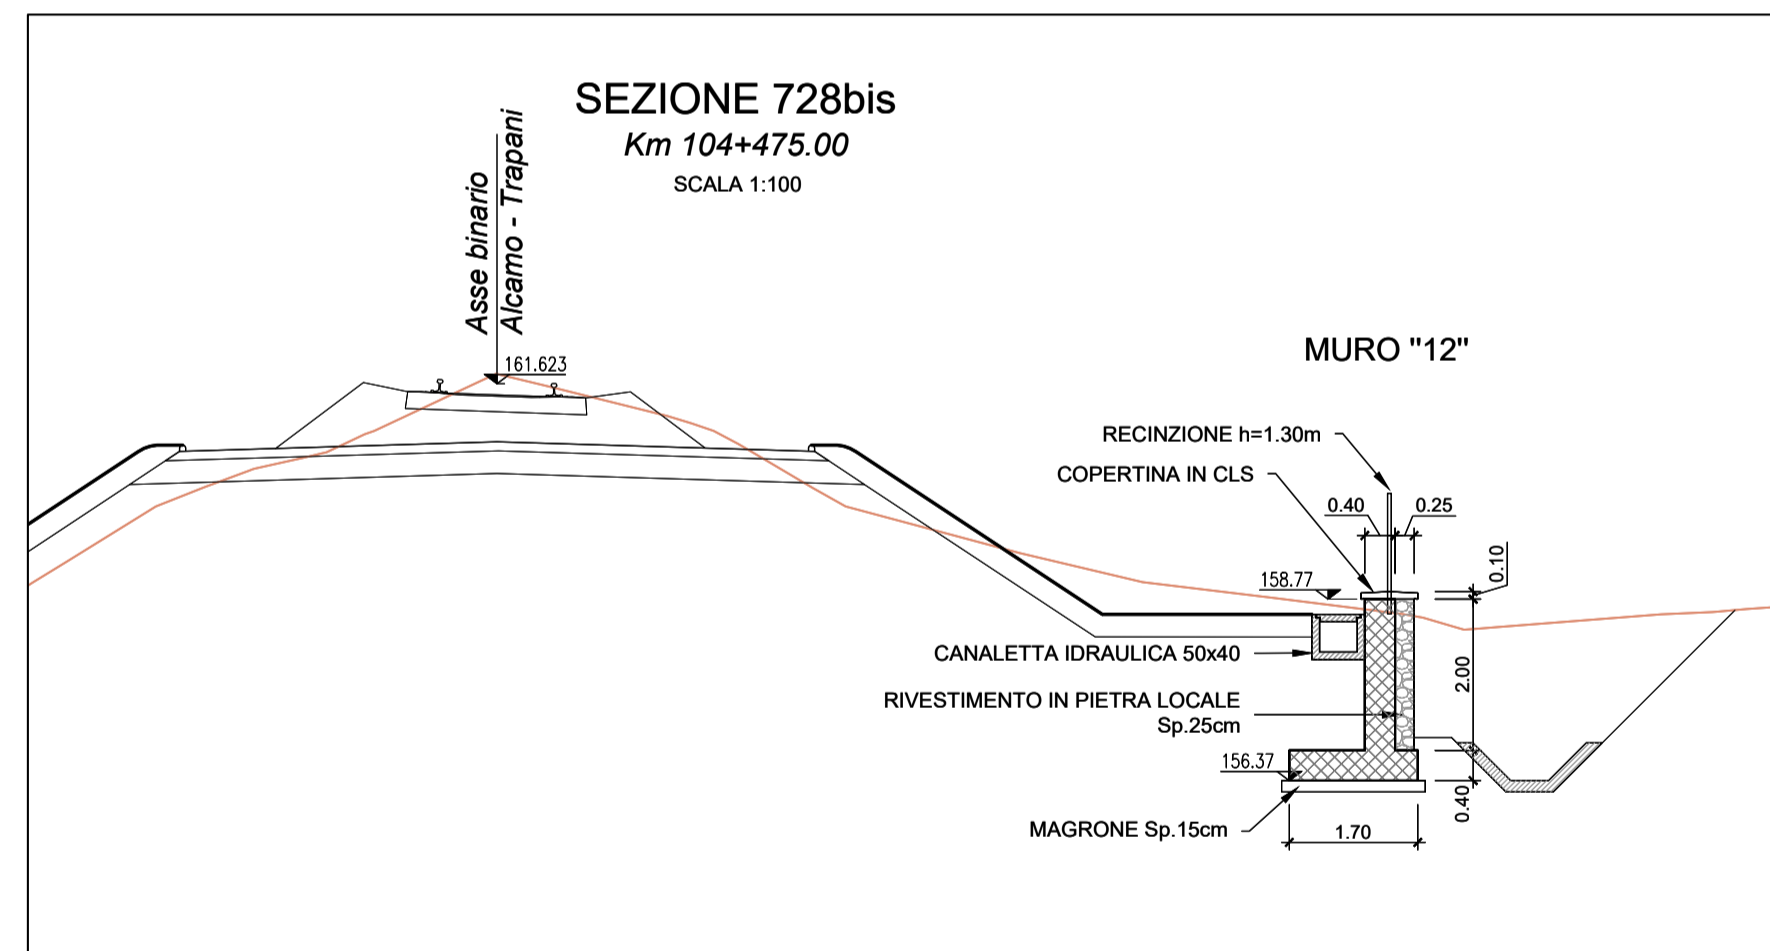 SEZIONE 728bis
Km 104+475.00
SCALA 1:100
Asse binario
Alcamo - Trapani
161.623
MURO "12"
RECINZIONE h=1.30m
COPERTINA IN CLS
0.40
0.25
0.10
158.77
CANALETTA IDRAULICA 50x40
2.00
RIVESTIMENTO IN PIETRA LOCALE
Sp.25cm
156.37
0.40
MAGRONE Sp.15cm
1.70